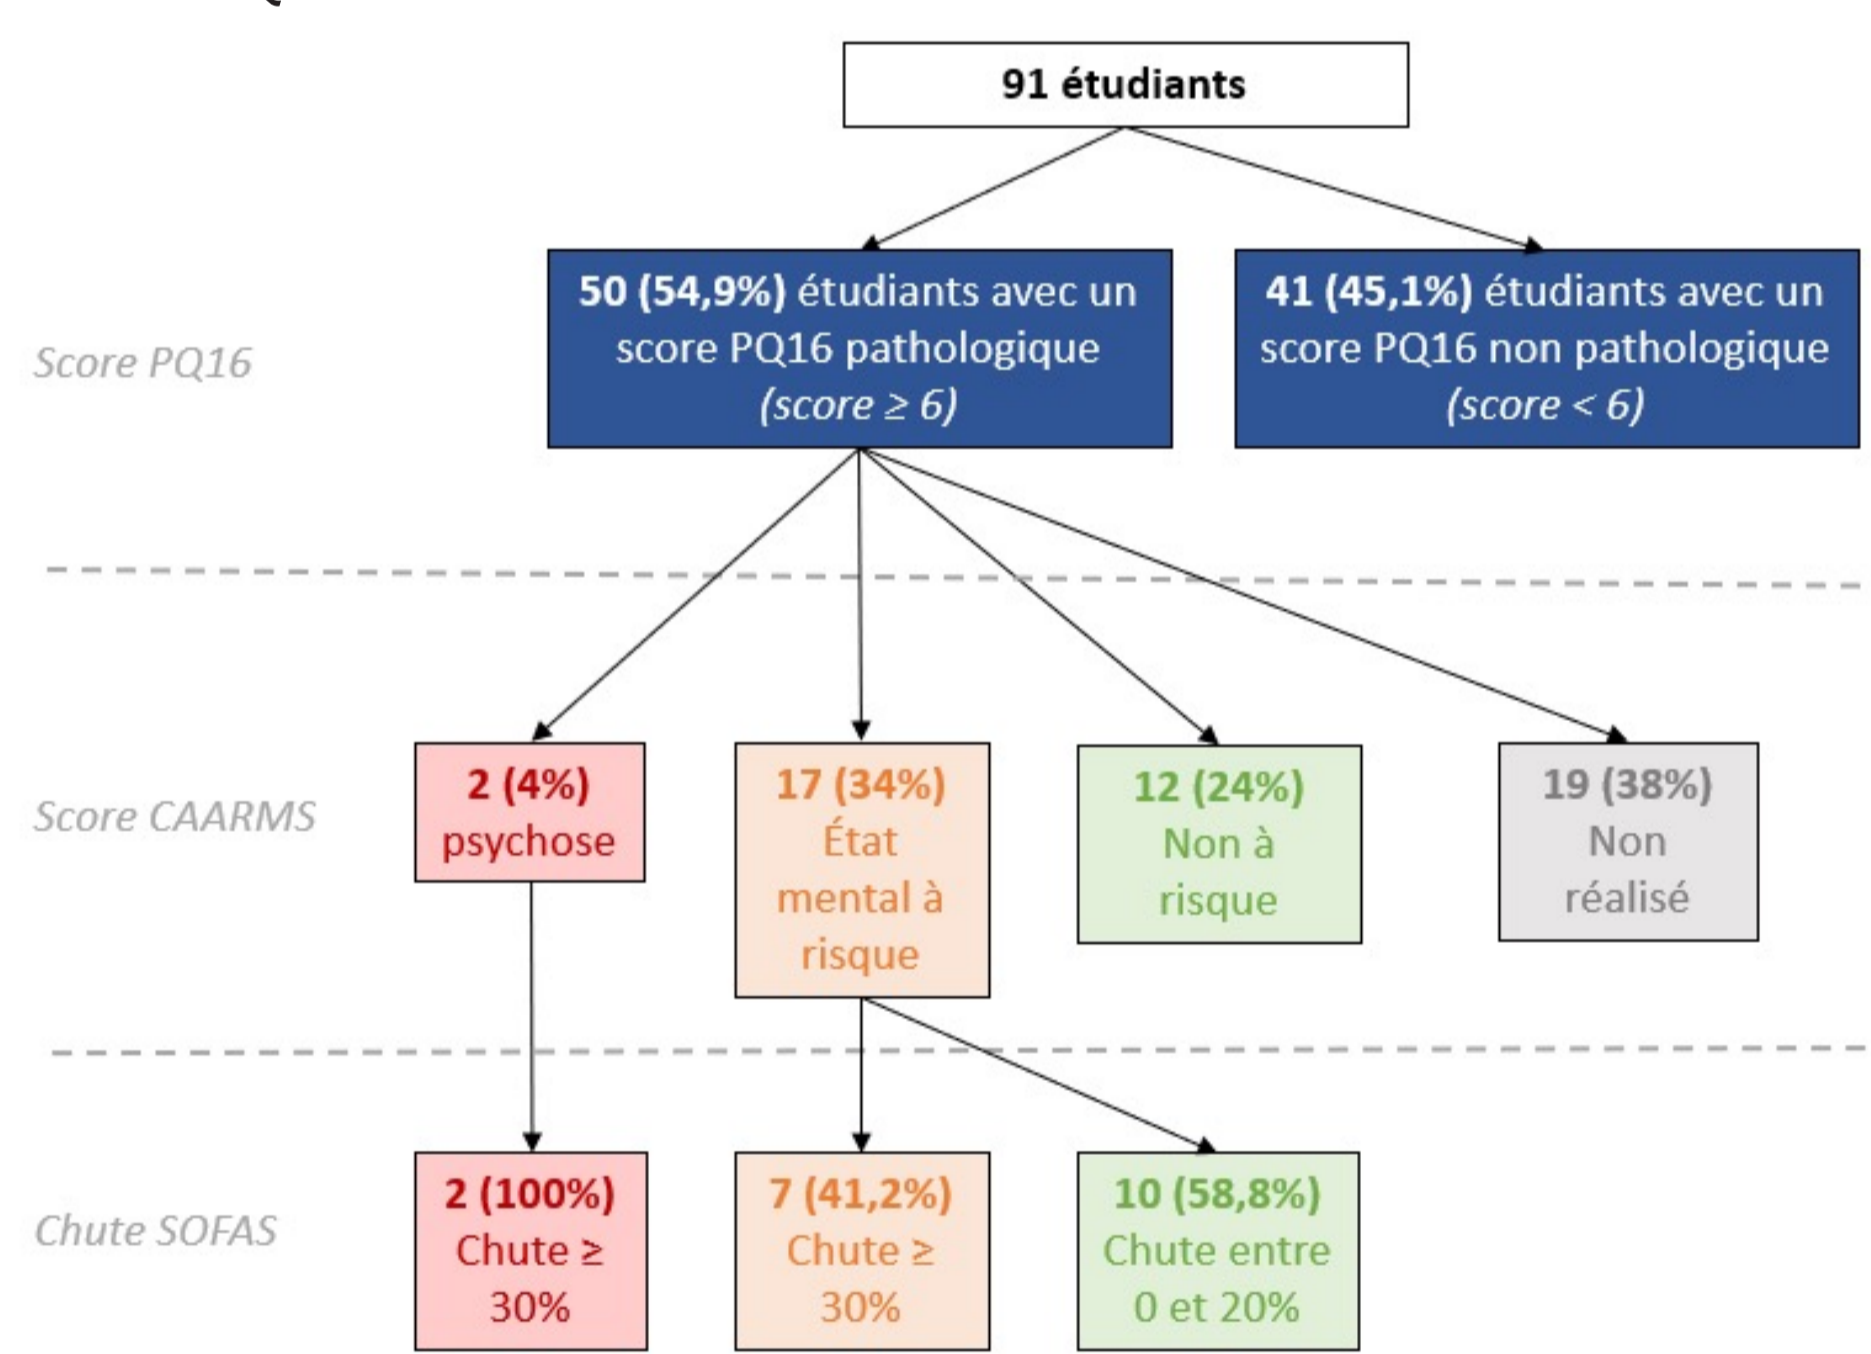 91 étudiants
50 (54,9%) étudiants avec un
score PQ16 pathologique
(score ≥ 6)
41 (45,1%) étudiants avec un
score PQ16 non pathologique
(score < 6)
Score PQ16
Score CAARMS
2 (4%)
psychose
17 (34%)
État
mental à
risque
12 (24%)
Non à
risque
19 (38%)
Non
réalisé
Chute SOFAS
2 (100%)
Chute ≥
30%
7 (41,2%)
Chute ≥
30%
10 (58,8%)
Chute entre
0 et 20%